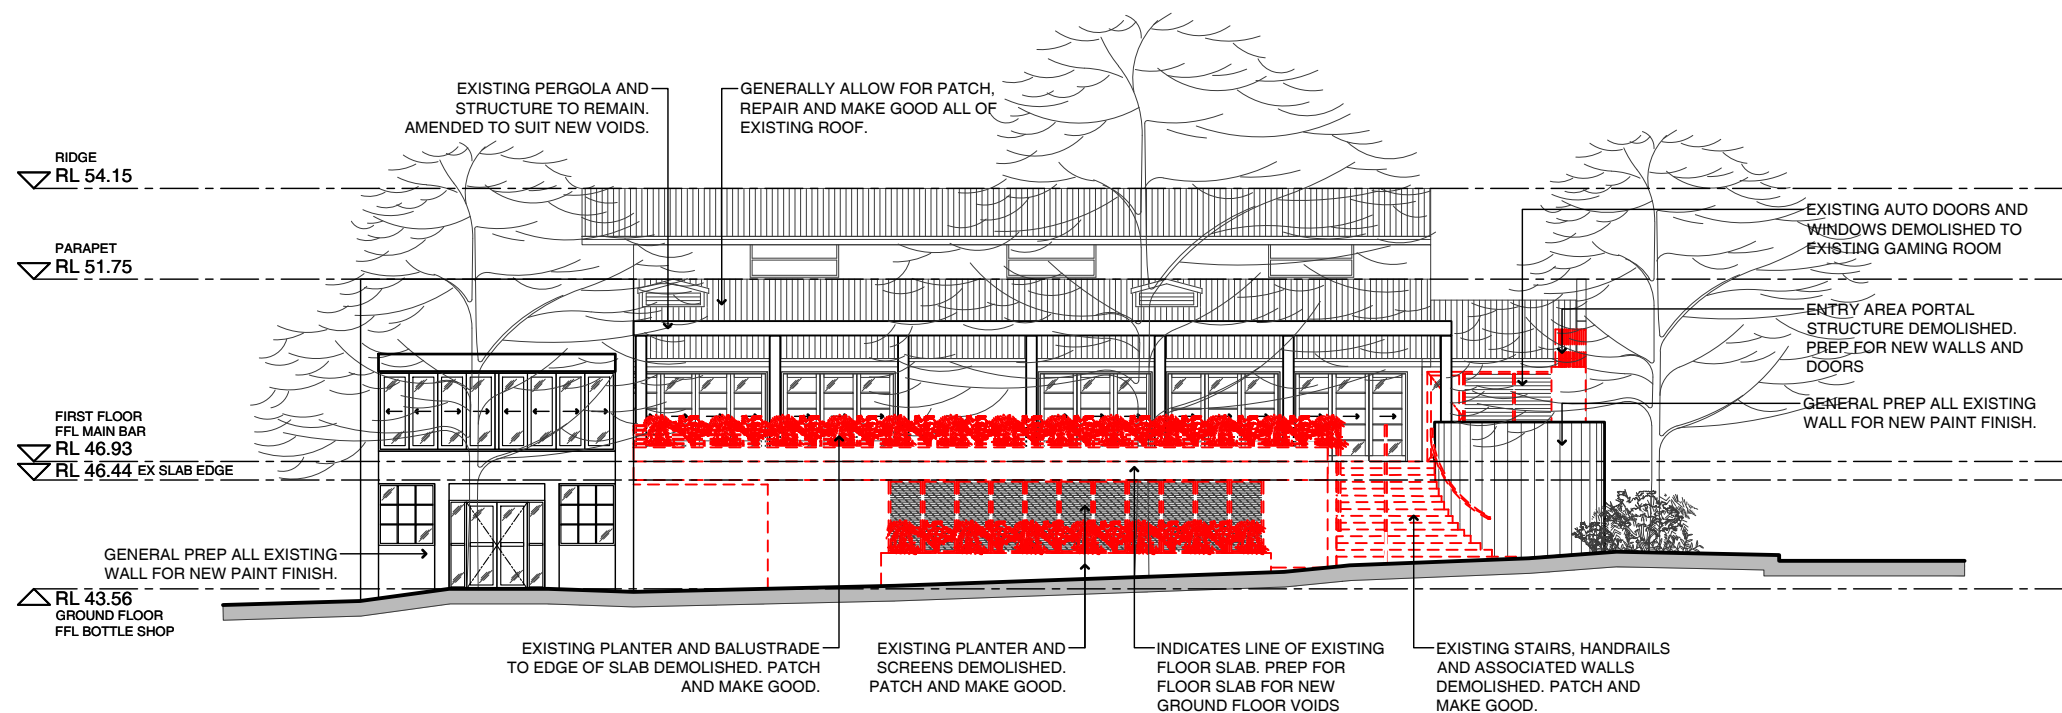 EXISTING PERGOLA AND
STRUCTURE TO REMAIN.
AMENDED TO SUIT NEW VOIDS.
GENERALLY ALLOW FOR PATCH,
REPAIR AND MAKE GOOD ALL OF
EXISTING ROOF.
RIDGE
RL 54.15
PARAPET
RL 51.75
EXISTING AUTO DOORS AND
WINDOWS DEMOLISHED TO
EXISTING GAMING ROOM
ENTRY AREA PORTAL
STRUCTURE DEMOLISHED.
PREP FOR NEW WALLS AND
DOORS
GENERAL PREP ALL EXISTING
WALL FOR NEW PAINT FINISH.
FIRST FLOOR
FFL MAIN BAR
RL 46.93
RL 46.44 EX SLAB EDGE
GENERAL PREP ALL EXISTING
WALL FOR NEW PAINT FINISH.
RL 43.56
GROUND FLOOR
FFL BOTTLE SHOP
EXISTING PLANTER AND BALUSTRADE
TO EDGE OF SLAB DEMOLISHED. PATCH
AND MAKE GOOD.
EXISTING PLANTER AND
SCREENS DEMOLISHED.
PATCH AND MAKE GOOD.
INDICATES LINE OF EXISTING
FLOOR SLAB. PREP FOR
FLOOR SLAB FOR NEW
GROUND FLOOR VOIDS
EXISTING STAIRS, HANDRAILS
AND ASSOCIATED WALLS
DEMOLISHED. PATCH AND
MAKE GOOD.